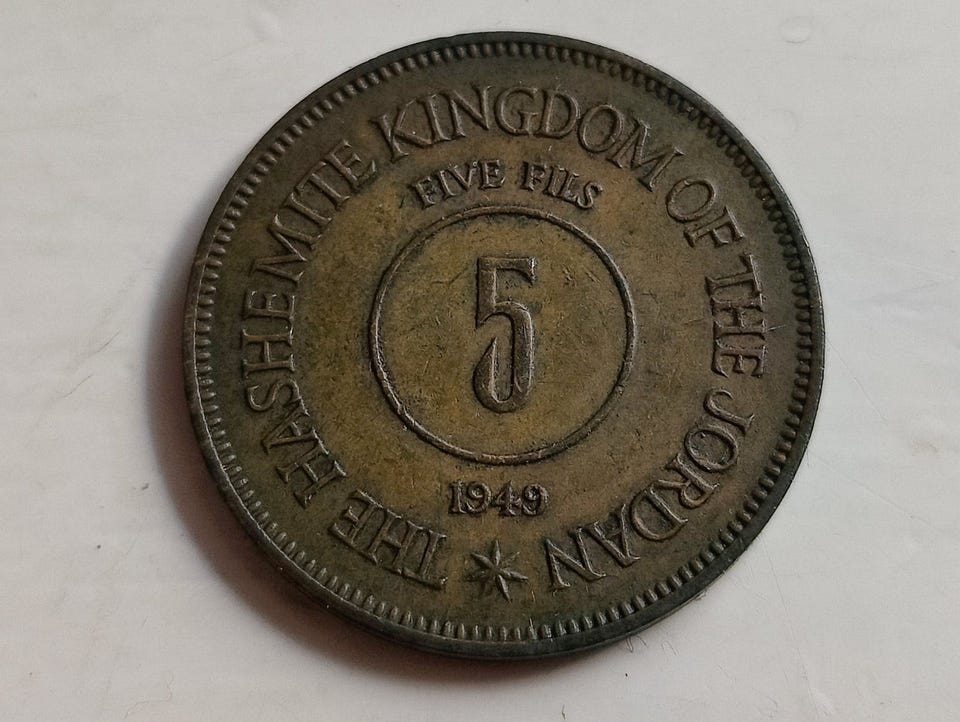 THE HASHEMITE KINGDOM OF THE JORDAN
FIVE FILS
5
1949